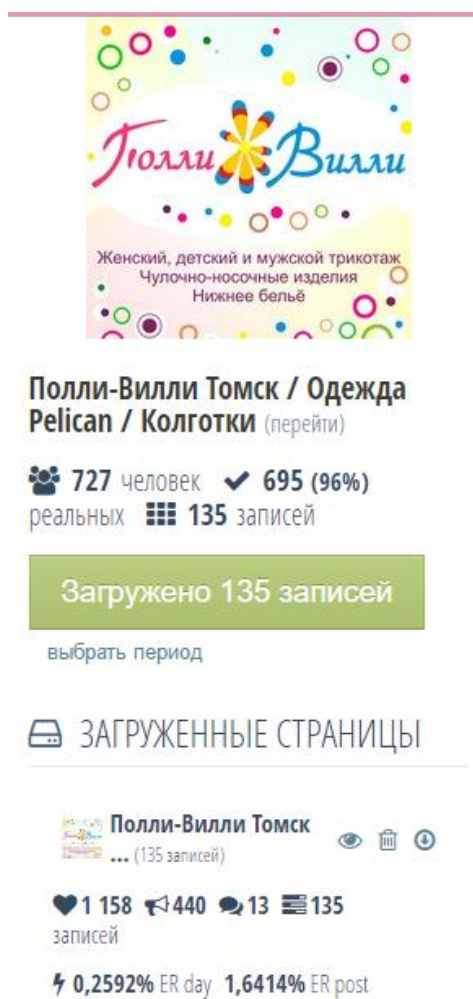 Полли Вилли
Женский, детский и мужской трикотаж
Чулочно-носочные изделия
Нижнее бельё
Полли-Вилли Томск / Одежда
Pelican / Колготки (перейти)
727 человек 695 (96%)
реальных 135 записей
Загружено 135 записей
выбрать период
ЗАГРУЖЕННЫЕ СТРАНИЦЫ
Полли-Вилли Томск
... (135 записей)
1 158 440 13 135
записей
0,2592% ER day 1,6414% ER post